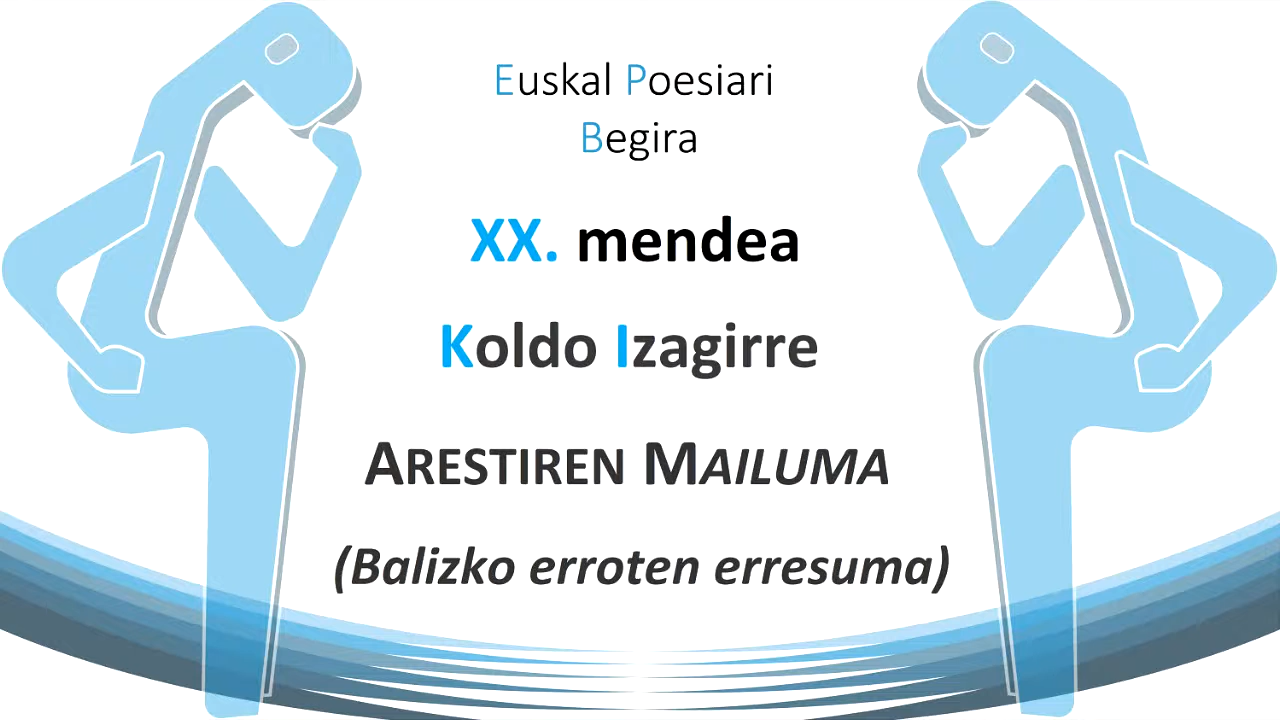 Euskal Poesiari
Begira
XX. mendea
Koldo Izagirre
ARESTIREN MAILUMA
(Balizko erroten erresuma)